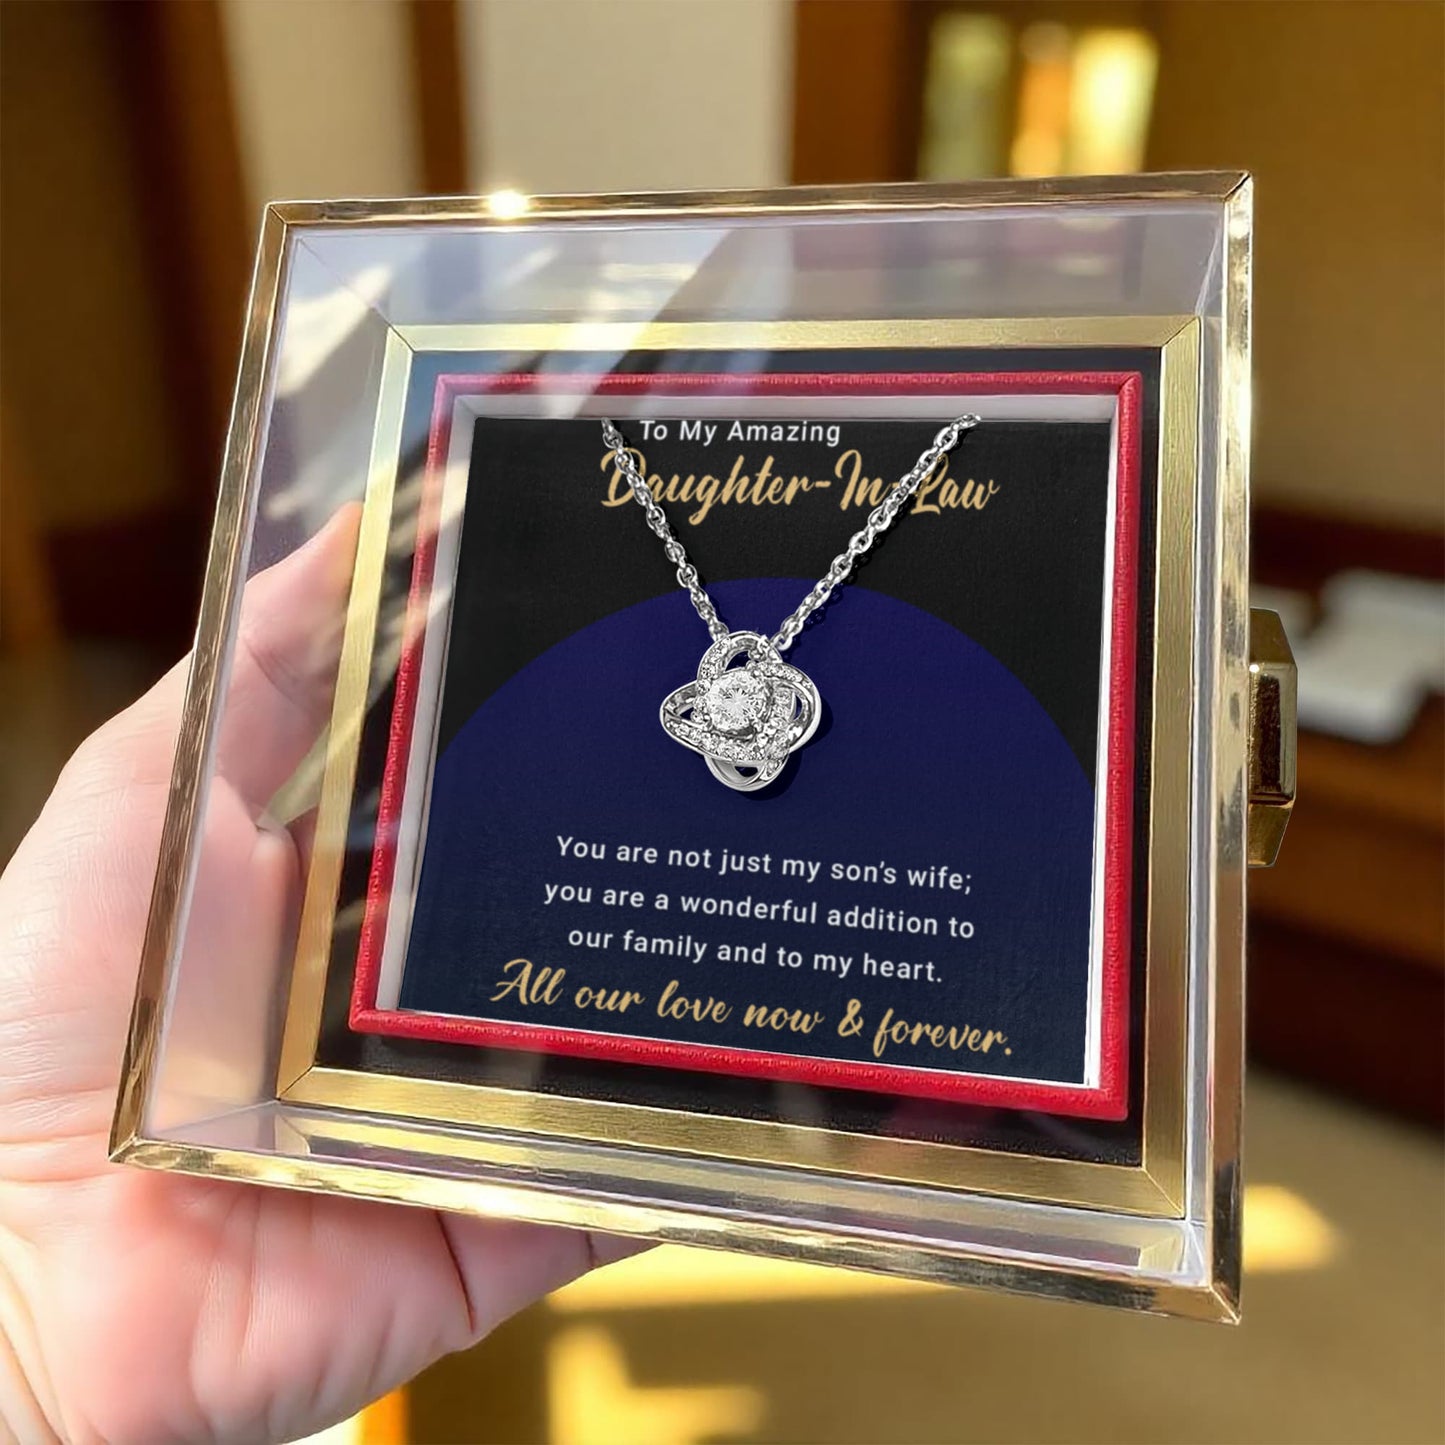 To My Amazing
Daughter-In-Law
You are not just my son's wife;
you are a wonderful addition to
our family and to my heart.
All our love now & forever.